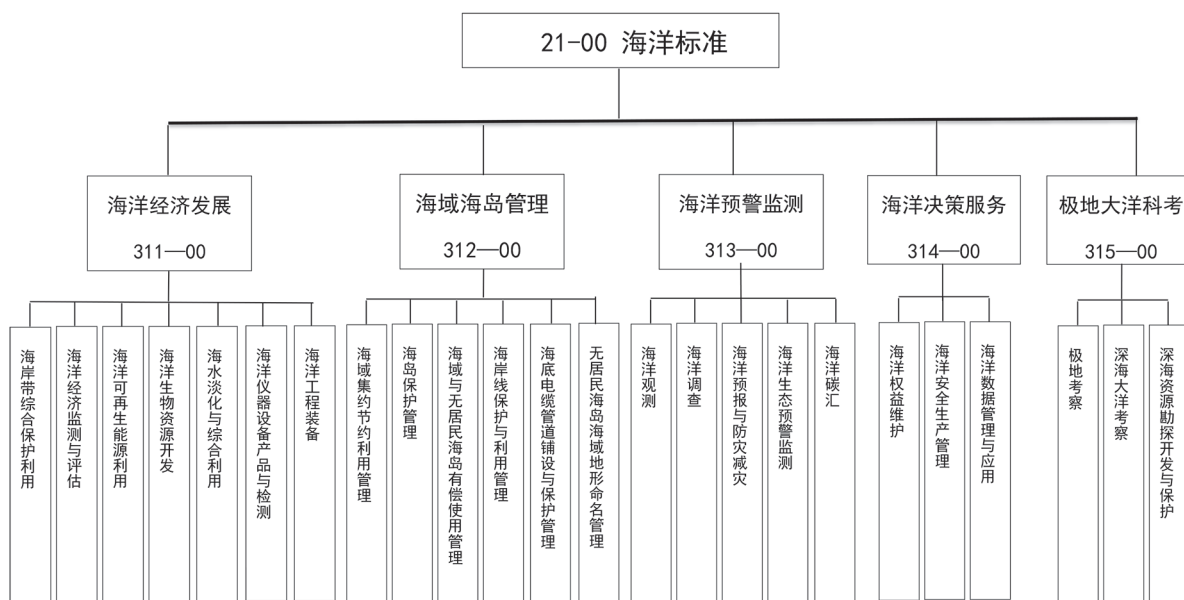 21-00 海洋标准
海洋经济发展
311—00
海域海岛管理
312—00
海洋预警监测
313—00
海洋决策服务
314—00
极地大洋科考
315—00
海岸带综合保护利用
海洋经济监测与评估
海洋可再生能源利用
海洋生物资源开发
海水淡化与综合利用
海洋仪器设备产品与检测
海洋工程装备
海域集约节约利用管理
海岛保护管理
海域与无居民海岛有偿使用管理
海岸线保护与利用管理
海底电缆管道铺设与保护管理
无居民海岛海域地形命名管理
海洋观测
海洋调查
海洋预报与防灾减灾
海洋生态预警监测
海洋碳汇
海洋权益维护
海洋安全生产管理
海洋数据管理与应用
极地考察
深海大洋考察
深海资源勘探开发与保护